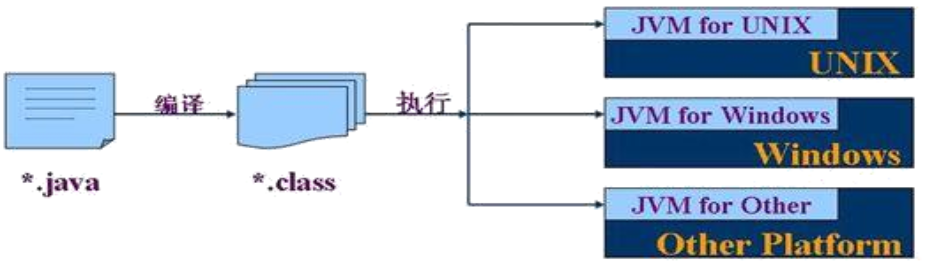 *.java
编译
*.class
执行
JVM for UNIX
UNIX
JVM for Windows
Windows
JVM for Other
Other Platform